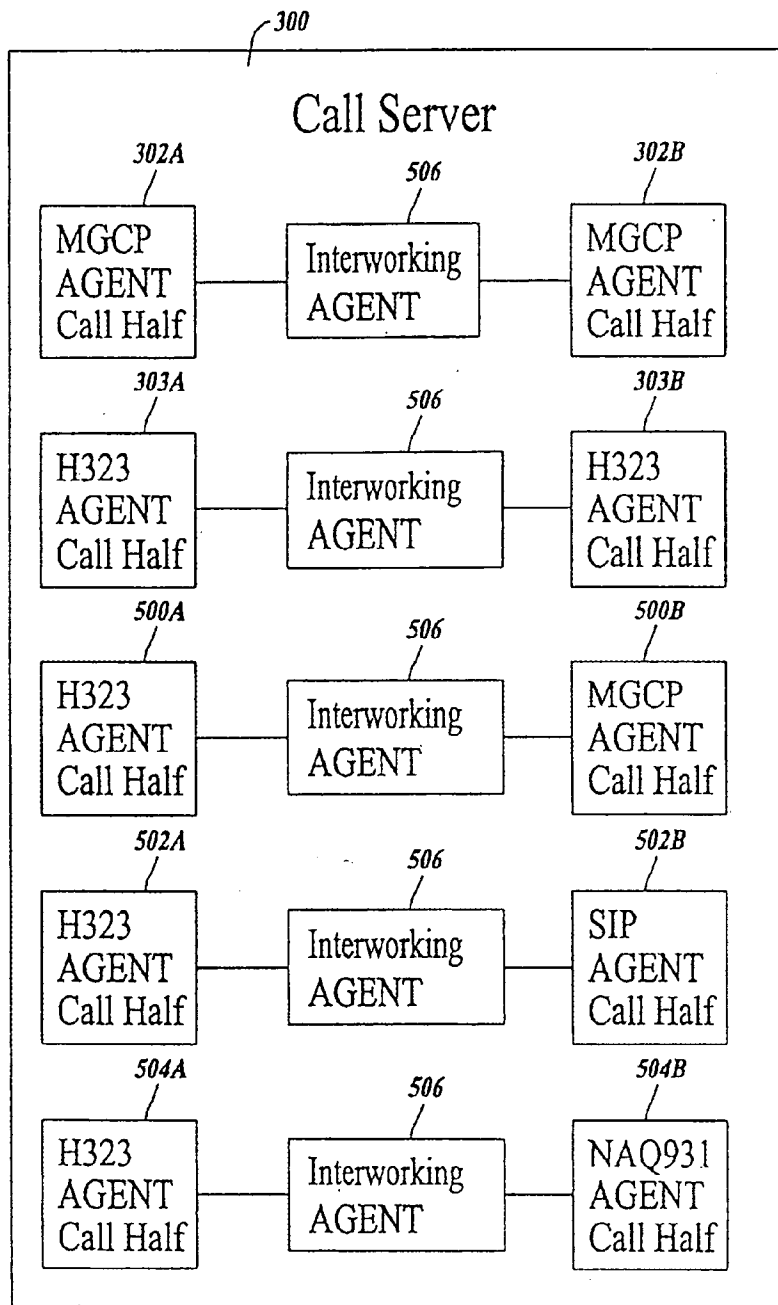 300
Call Server
302A
506
302B
MGCP
AGENT
Call Half
Interworking
AGENT
MGCP
AGENT
Call Half
303A
506
303B
H323
AGENT
Call Half
Interworking
AGENT
H323
AGENT
Call Half
500A
506
500B
H323
AGENT
Call Half
Interworking
AGENT
MGCP
AGENT
Call Half
502A
506
502B
H323
AGENT
Call Half
Interworking
AGENT
SIP
AGENT
Call Half
504A
506
504B
H323
AGENT
Call Half
Interworking
AGENT
NAQ931
AGENT
Call Half